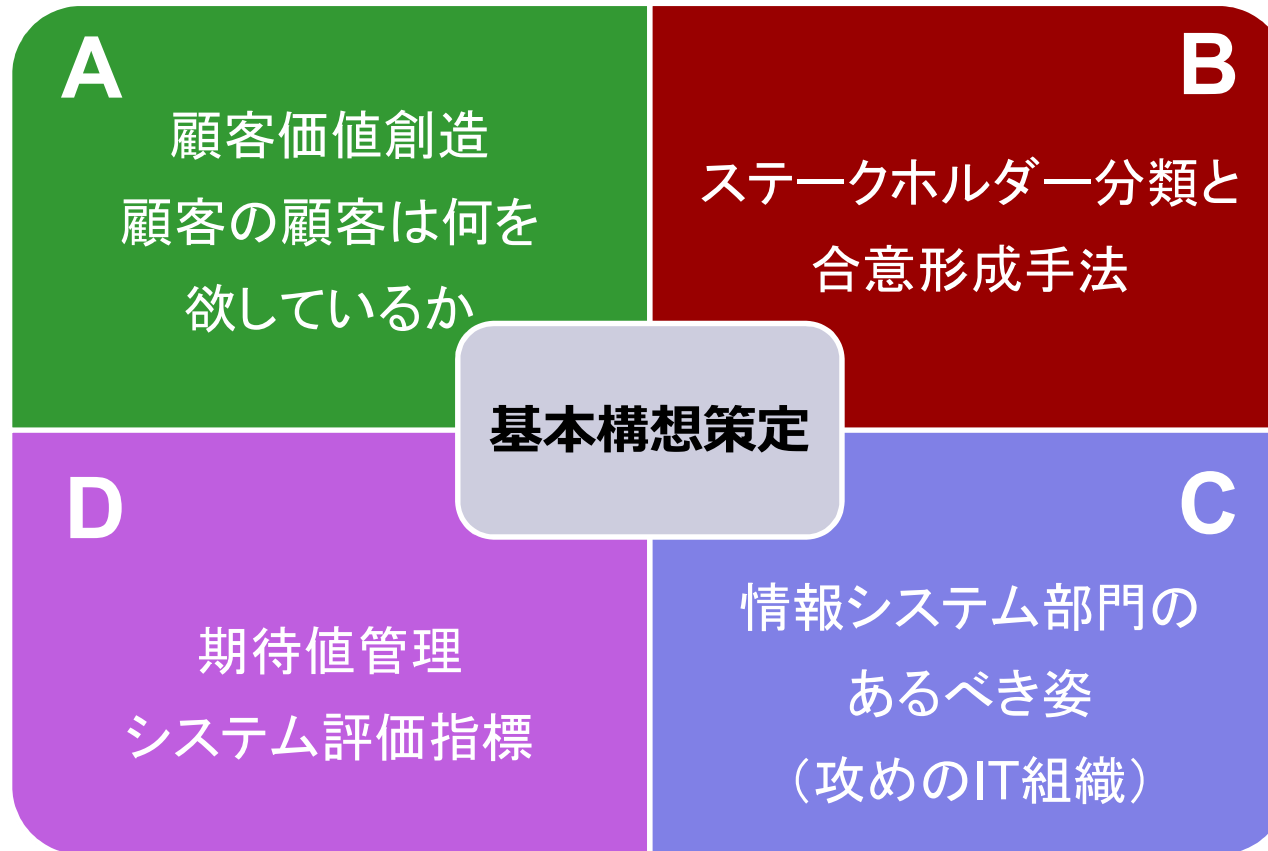 A
顧客価値創造
顧客の顧客は何を
欲しているか
B
ステークホルダー分類と
合意形成手法
基本構想策定
D
期待値管理
システム評価指標
C
情報システム部門の
あるべき姿
（攻めのIT組織）